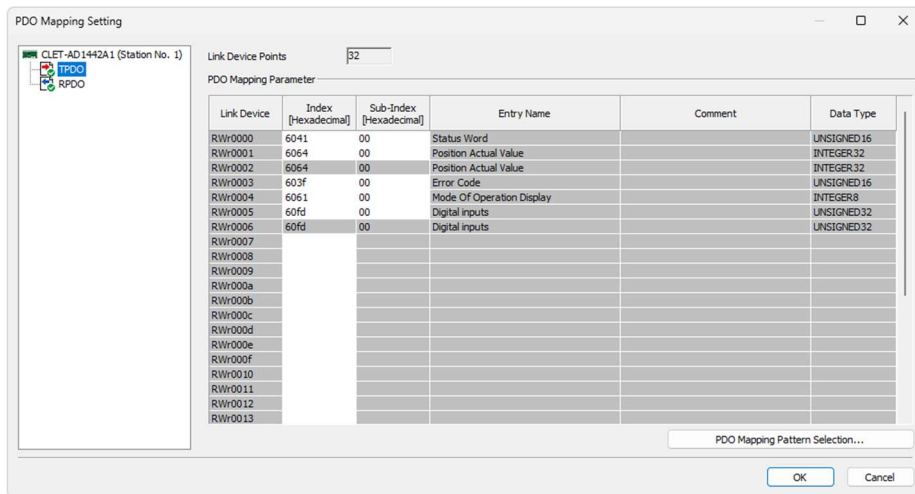 PDO Mapping Setting
CLET-AD1442A1 (Station No. 1)
TPDO
RPDO
Link Device Points 32
PDO Mapping Parameter
Link Device Index [Hexadecimal] Sub-Index [Hexadecimal] Entry Name Comment Data Type
RWr0000 6041 00 Status Word UNSIGNED16
RWr0001 6064 00 Position Actual Value INTEGER32
RWr0002 6064 00 Position Actual Value INTEGER32
RWr0003 603f 00 Error Code UNSIGNED16
RWr0004 6061 00 Mode Of Operation Display INTEGER8
RWr0005 60fd 00 Digital inputs UNSIGNED32
RWr0006 60fd 00 Digital inputs UNSIGNED32
RWr0007
RWr0008
RWr0009
RWr000a
RWr000b
RWr000c
RWr000d
RWr000e
RWr000f
RWr0010
RWr0011
RWr0012
RWr0013
PDO Mapping Pattern Selection...
OK Cancel